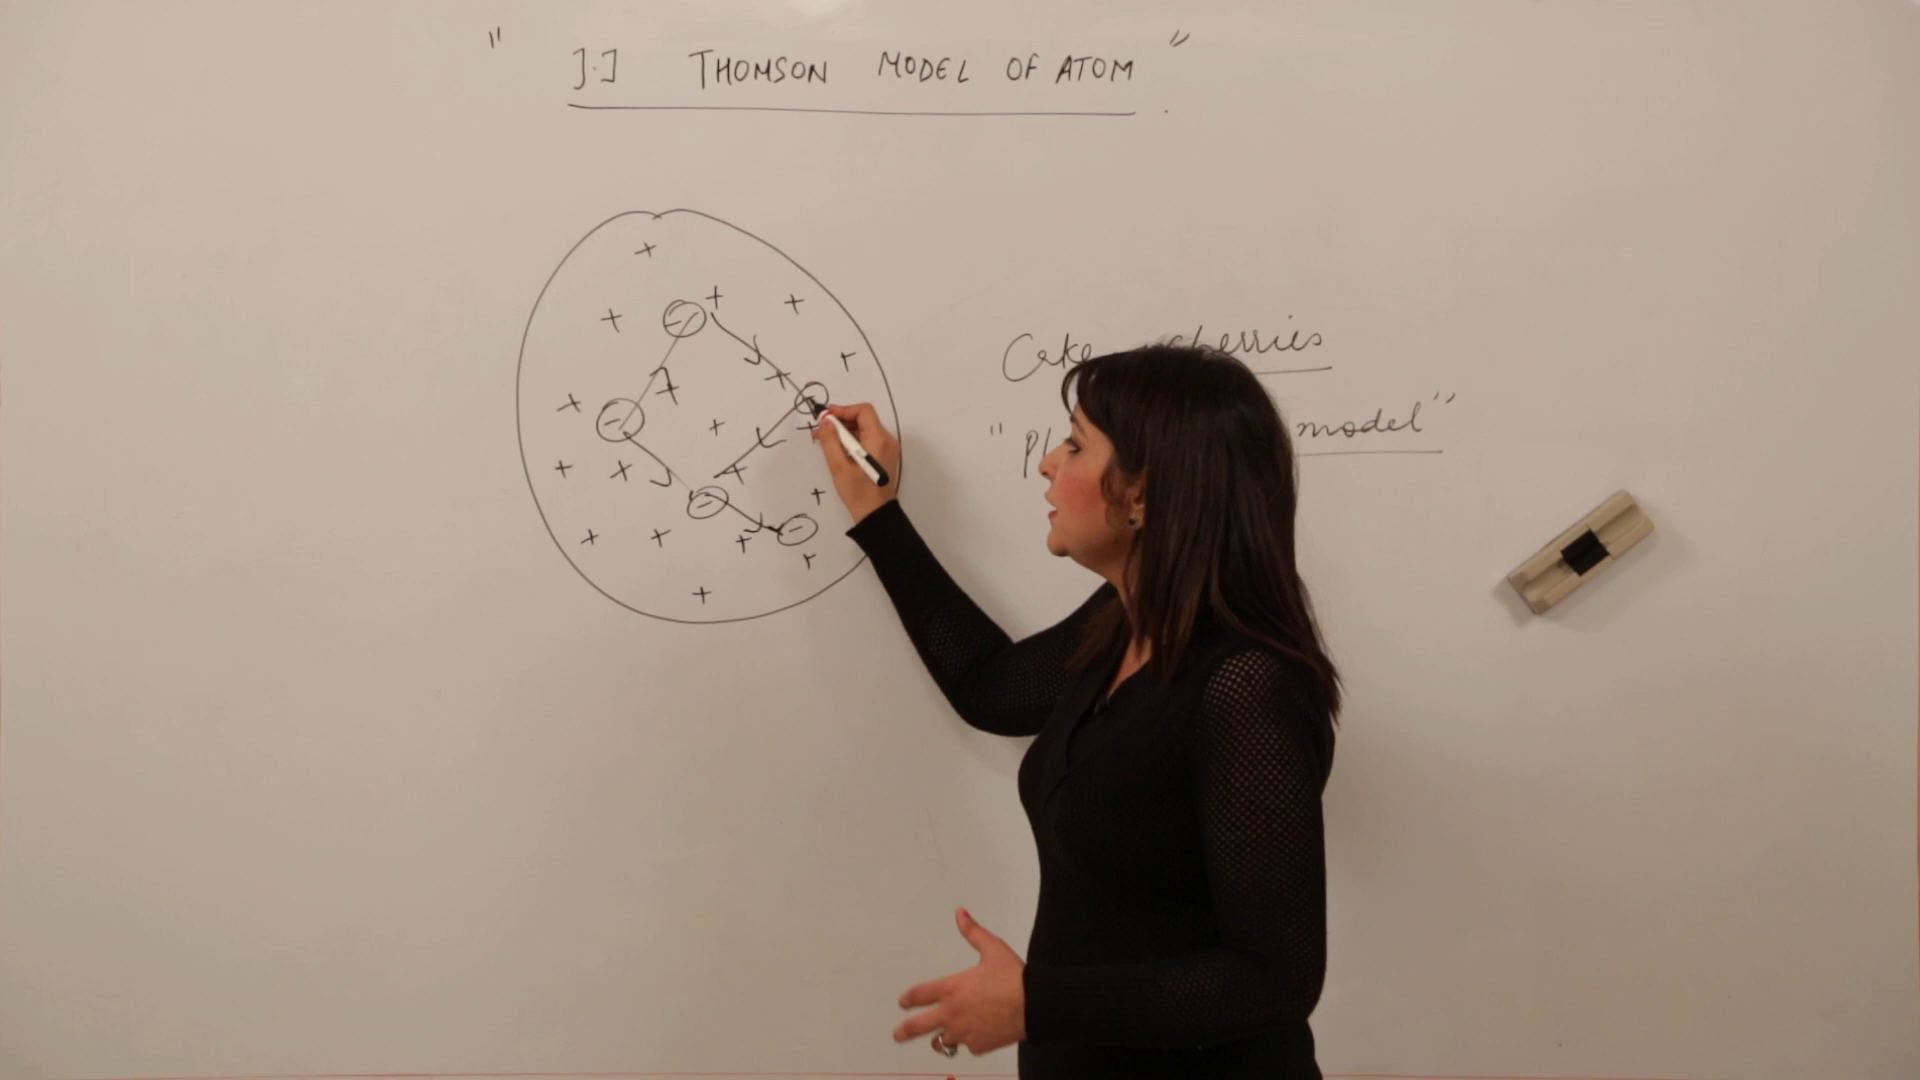 " J.J THOMSON MODEL OF ATOM "
Cake cherries
" model "
+
+ - + +
+ + r
+ - + - +
+ + + - +
+ + + - r
+